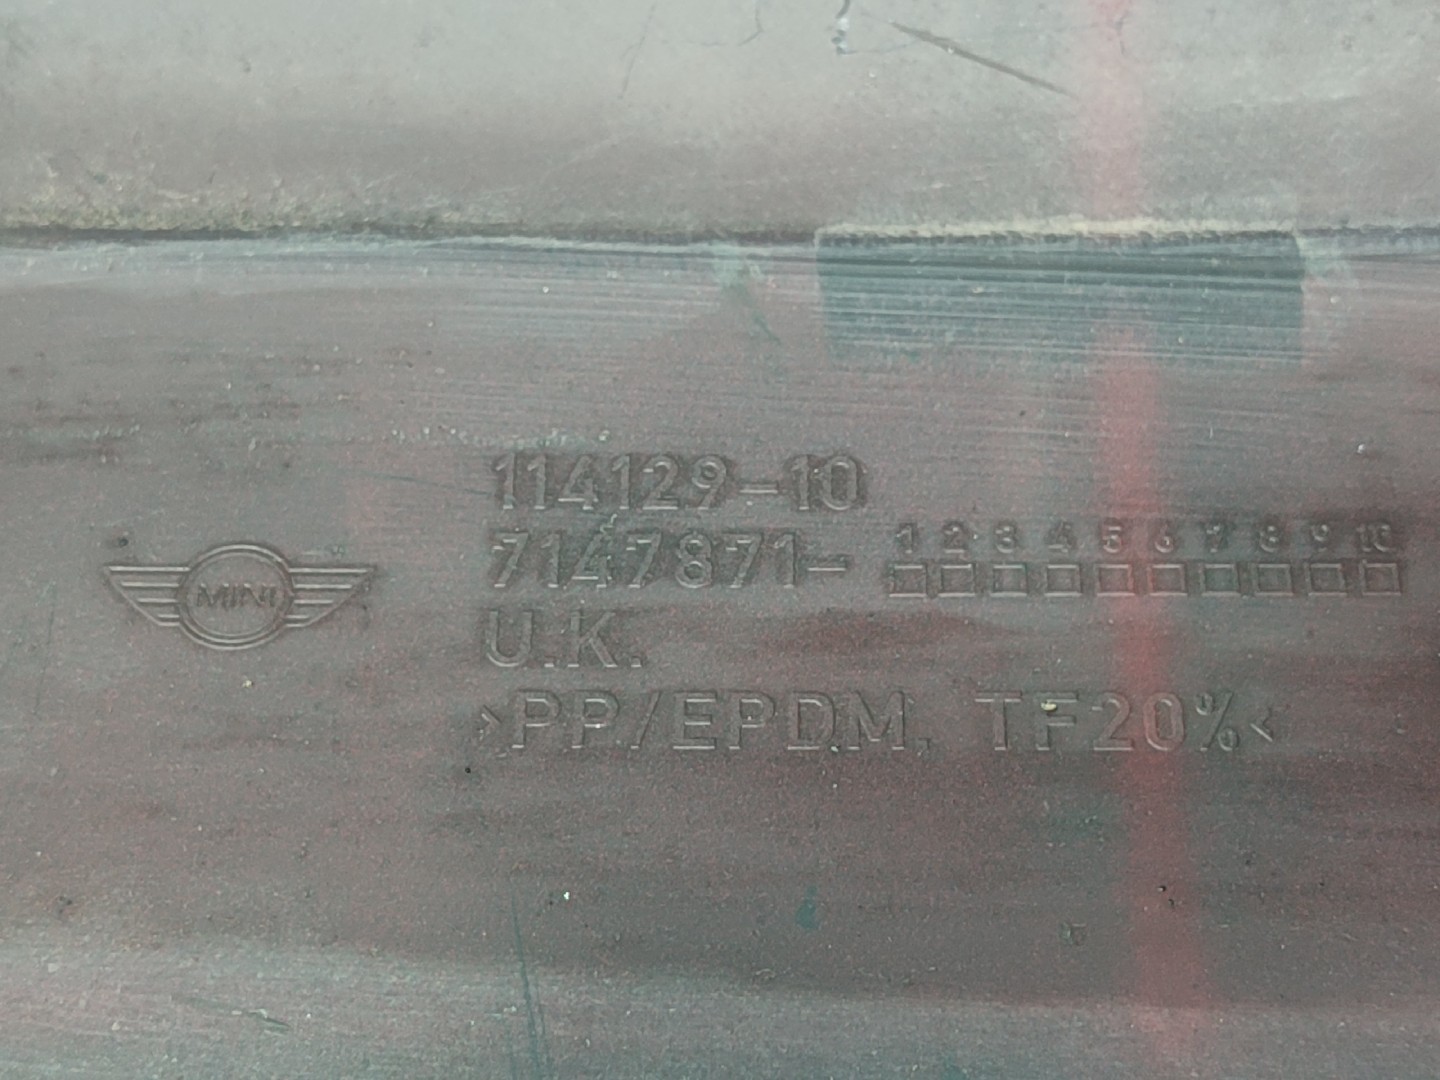 114129-10
7147871- 1 2 3 4 5 6 7 8 9 10
MINI
U.K.
>PP/EPDM, TF20%<